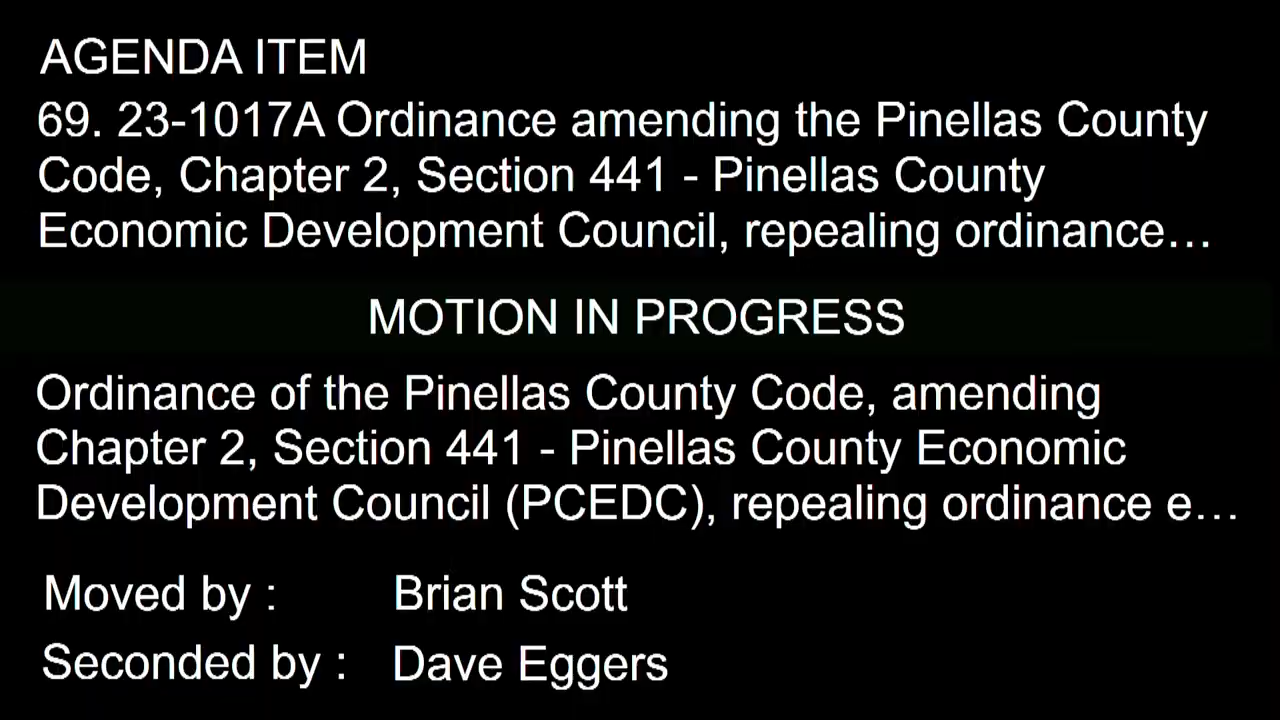 AGENDA ITEM
69. 23-1017A Ordinance amending the Pinellas County
Code, Chapter 2, Section 441 - Pinellas County
Economic Development Council, repealing ordinance…
MOTION IN PROGRESS
Ordinance of the Pinellas County Code, amending
Chapter 2, Section 441 - Pinellas County Economic
Development Council (PCEDC), repealing ordinance e…
Moved by : Brian Scott
Seconded by : Dave Eggers